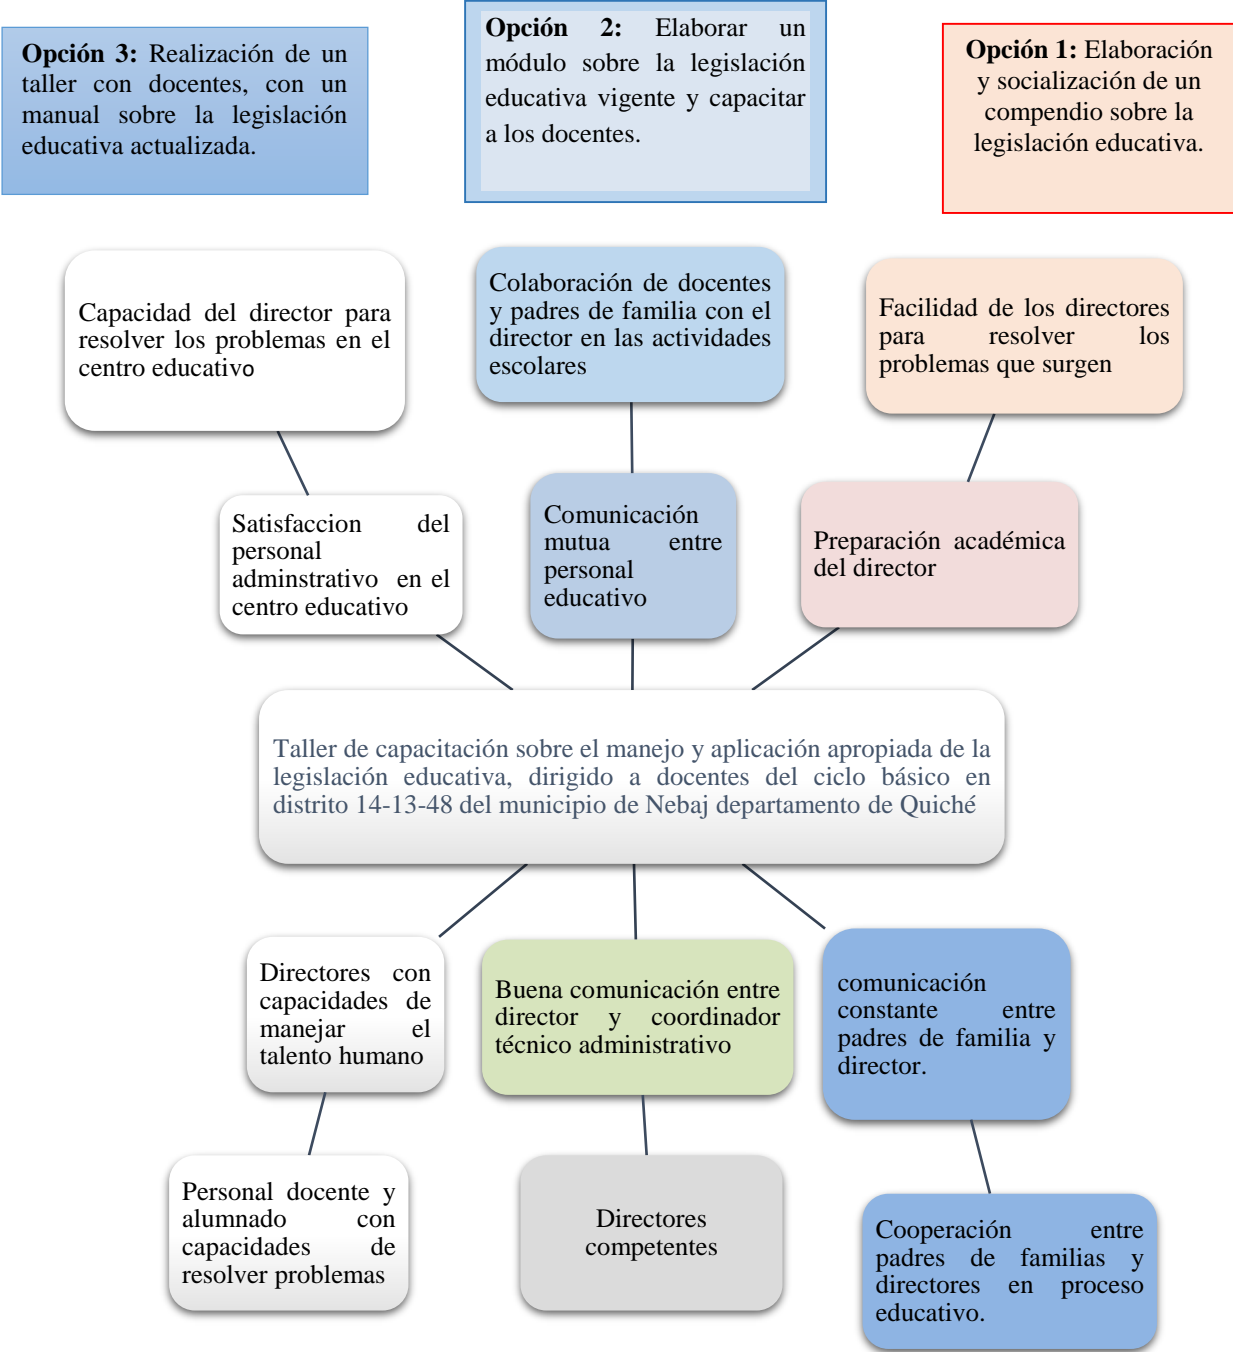 Opción 3: Realización de un
taller con docentes, con un
manual sobre la legislación
educativa actualizada.
Opción 2: Elaborar un
módulo sobre la legislación
educativa vigente y capacitar
a los docentes.
Opción 1: Elaboración
y socialización de un
compendio sobre la
legislación educativa.
Capacidad del director para
resolver los problemas en el
centro educativo
Colaboración de docentes
y padres de familia con el
director en las actividades
escolares
Facilidad de los directores
para resolver los
problemas que surgen
Satisfaccion del
personal
adminstrativo en el
centro educativo
Comunicación
mutua entre
personal
educativo
Preparación académica
del director
Taller de capacitación sobre el manejo y aplicación apropiada de la
legislación educativa, dirigido a docentes del ciclo básico en
distrito 14-13-48 del municipio de Nebaj departamento de Quiché
Directores con
capacidades de
manejar el
talento humano
Buena comunicación entre
director y coordinador
técnico administrativo
comunicación
constante entre
padres de familia y
director.
Personal docente y
alumnado con
capacidades de
resolver problemas
Directores
competentes
Cooperación entre
padres de familias y
directores en proceso
educativo.